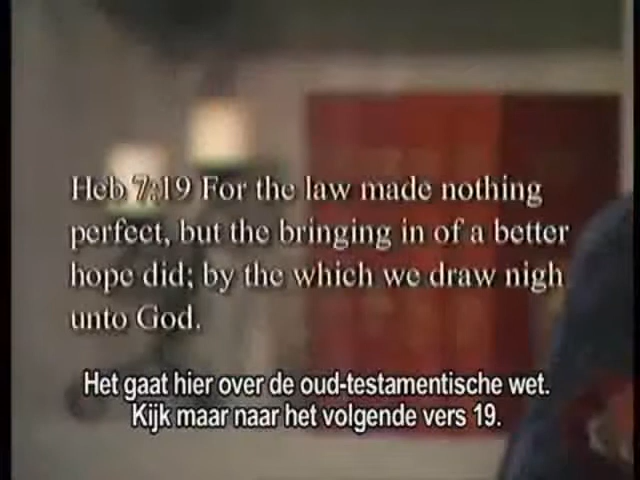 Heb 7:19 For the law made nothing
perfect, but the bringing in of a better
hope did; by the which we draw nigh
unto God.
Het gaat hier over de oud-testamentische wet.
Kijk maar naar het volgende vers 19.